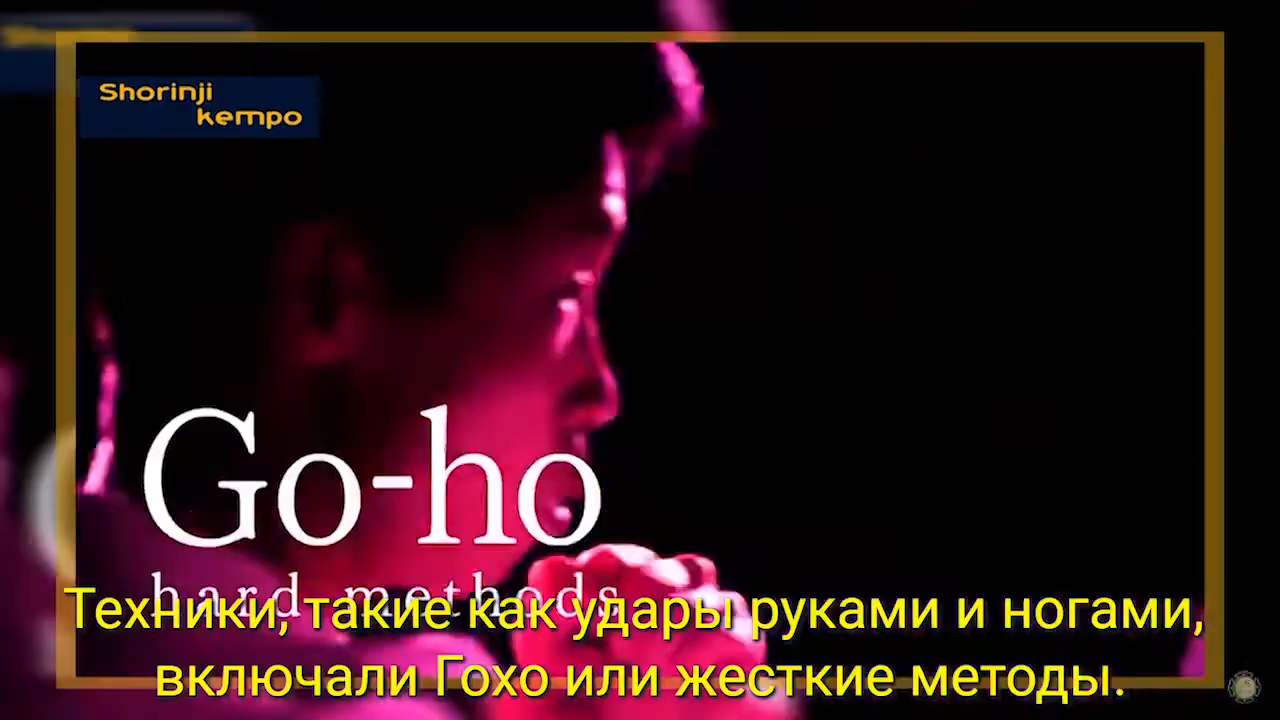 Shorinji
kempo
Go-ho
hard methods
Техники, такие как удары руками и ногами,
включали Гохо или жесткие методы.